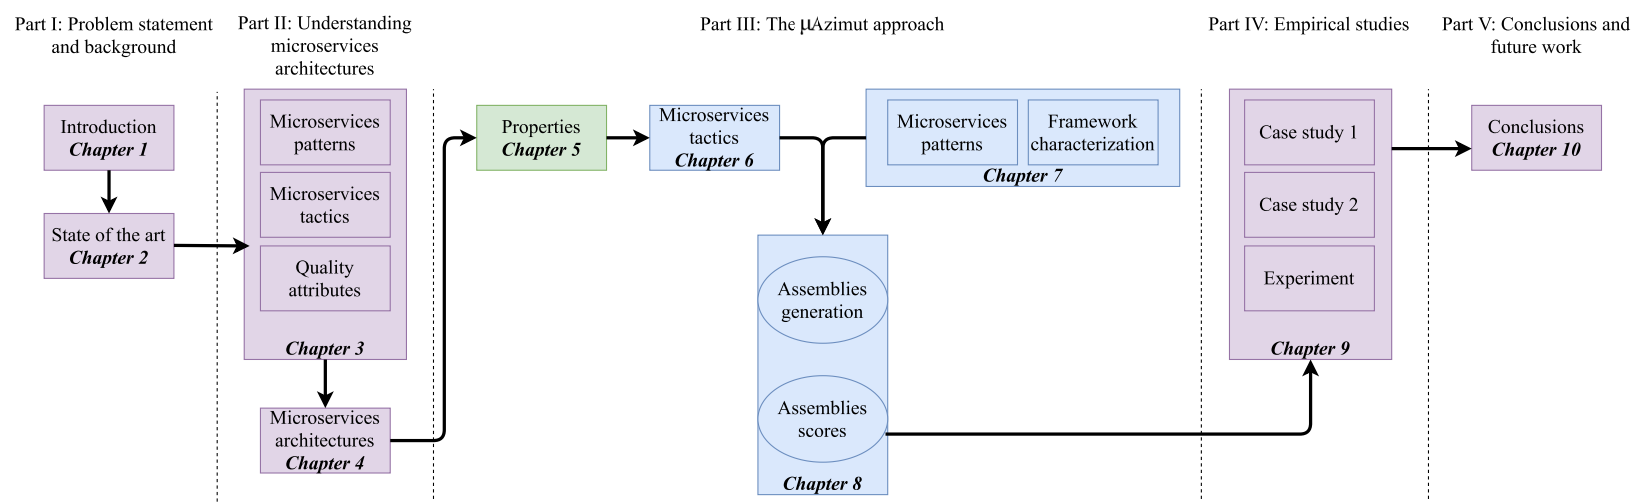 Part I: Problem statement
and background
Introduction
Chapter 1
State of the art
Chapter 2
Part II: Understanding
microservices
architectures
Microservices
patterns
Microservices
tactics
Quality
attributes
Chapter 3
Microservices
architectures
Chapter 4
Part III: The μAzimut approach
Properties
Chapter 5
Microservices
tactics
Chapter 6
Microservices
patterns
Framework
characterization
Chapter 7
Assemblies
generation
Assemblies
scores
Chapter 8
Part IV: Empirical studies
Case study 1
Case study 2
Experiment
Chapter 9
Part V: Conclusions and
future work
Conclusions
Chapter 10